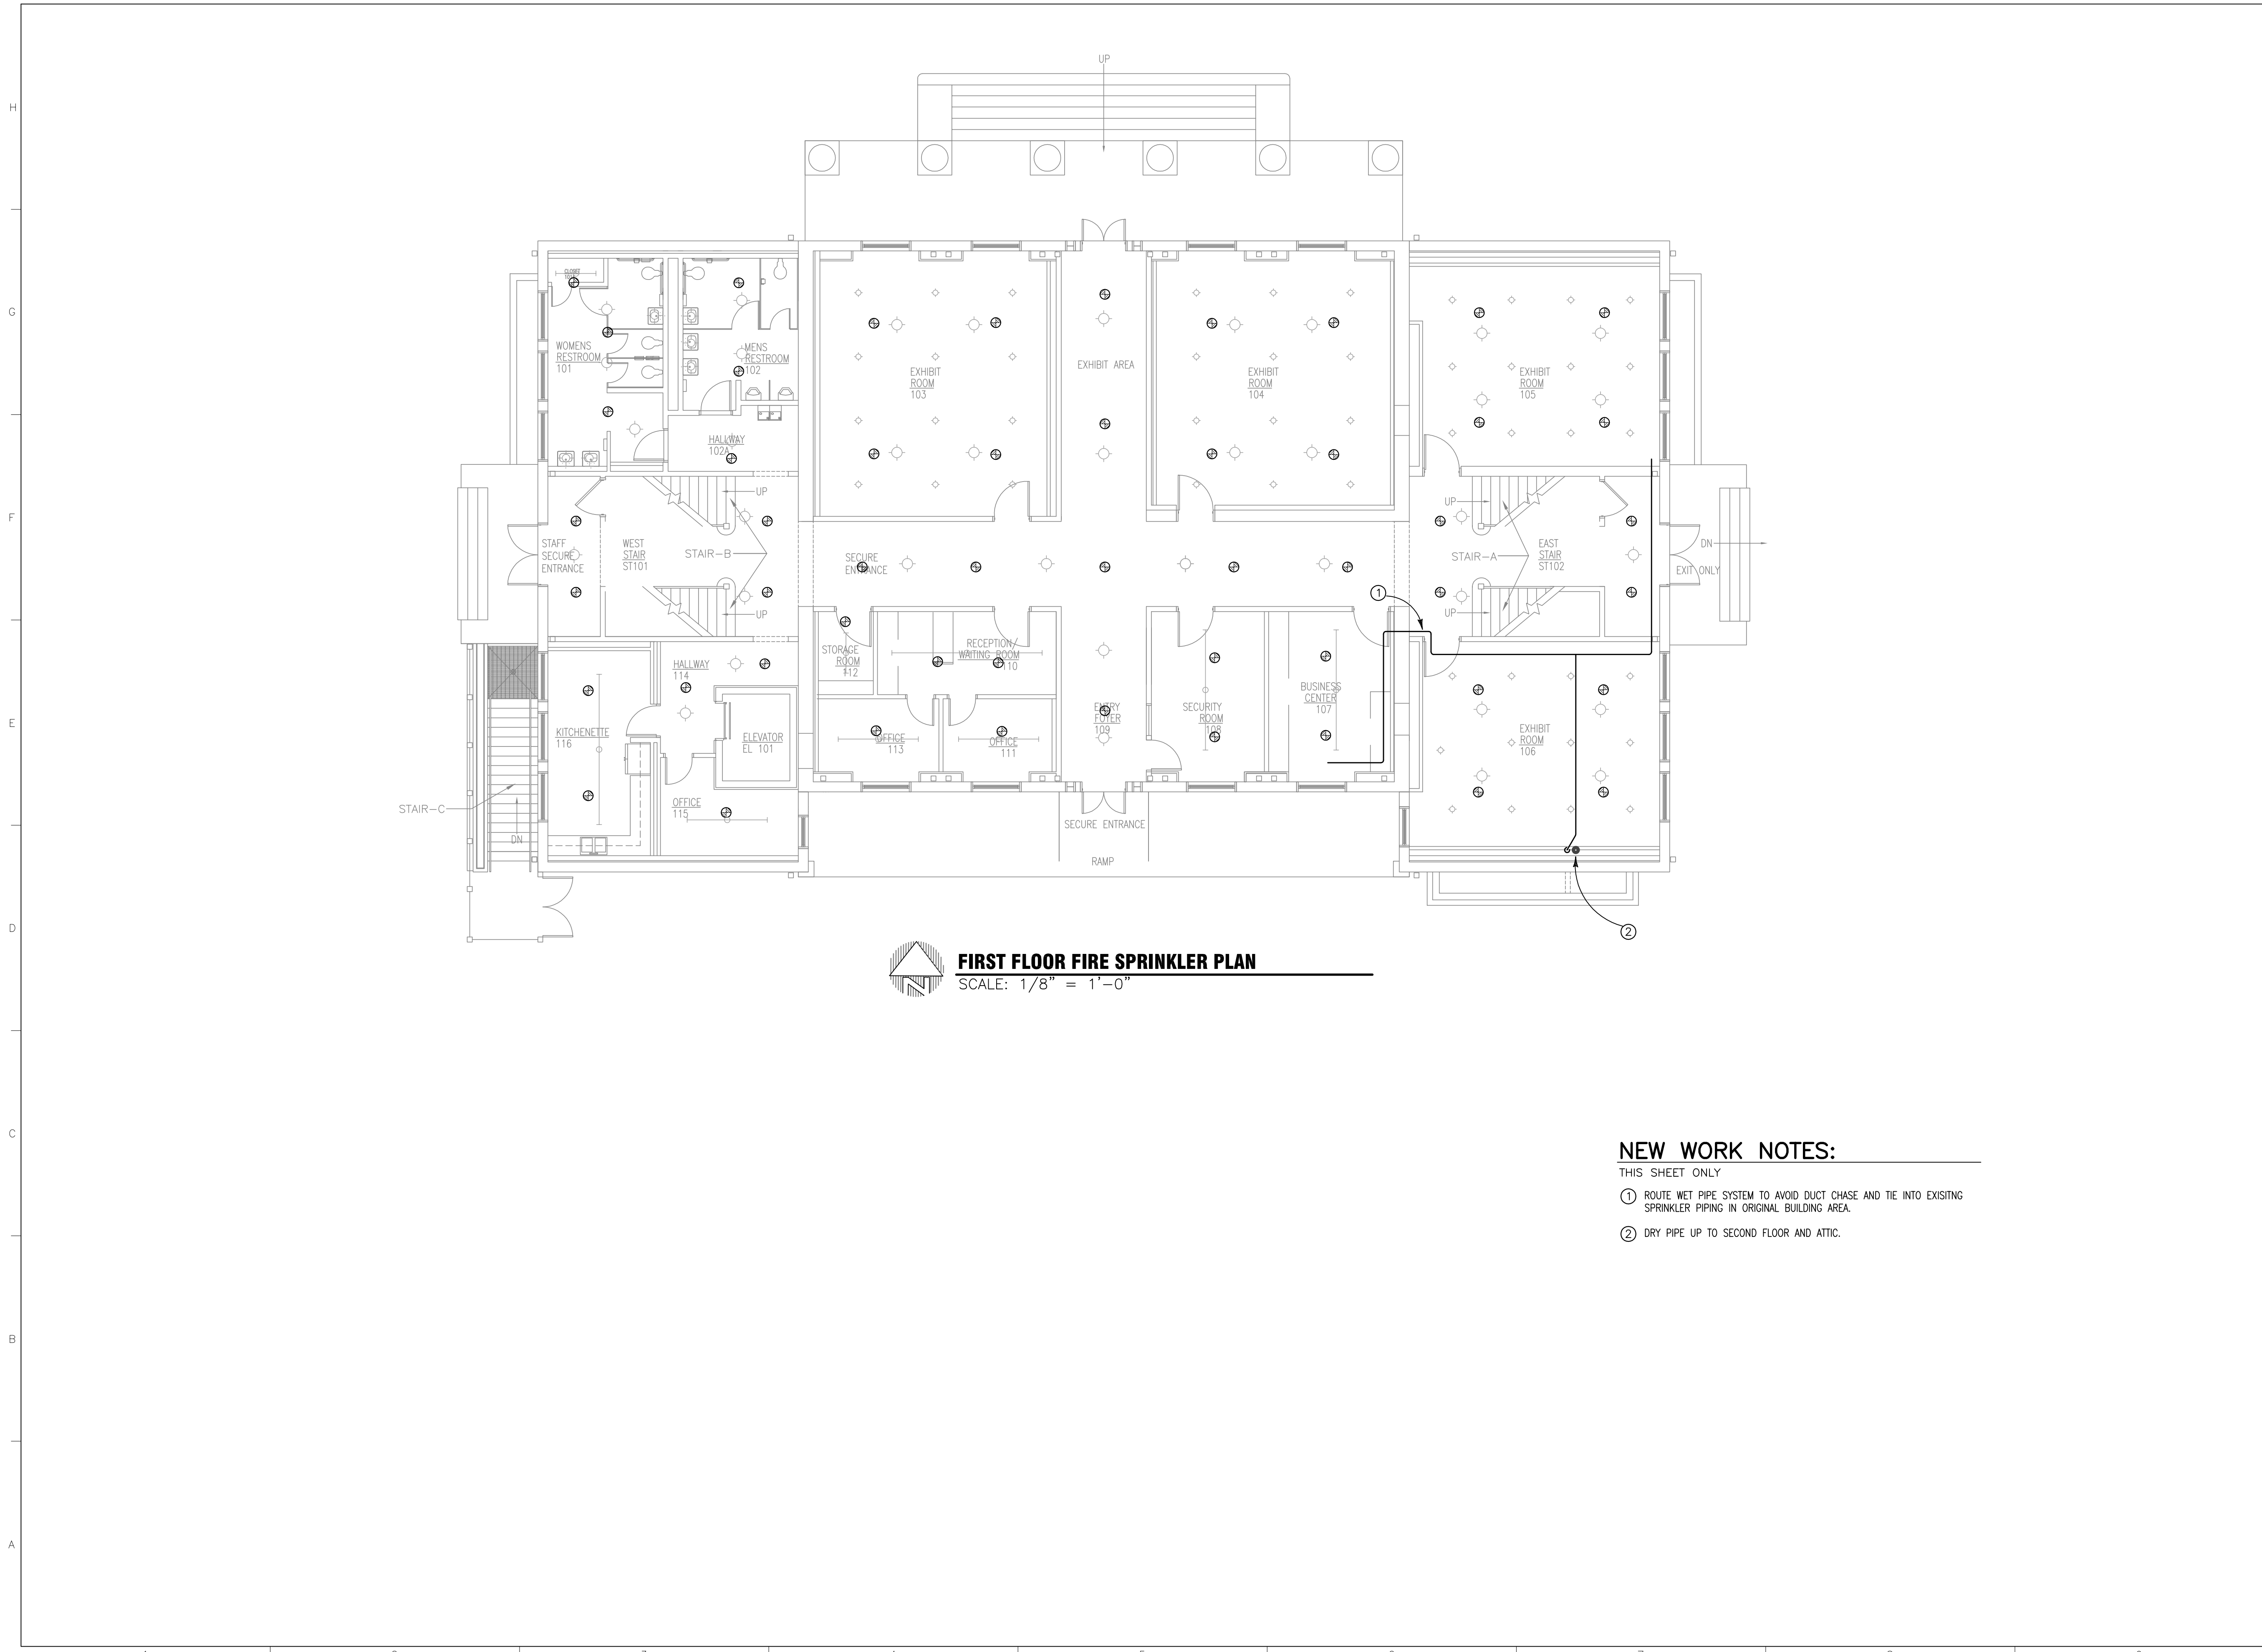 H
G
F
E
D
C
B
A
UP
CLOSET
WOMENS
RESTROOM
101
MENS
RESTROOM
102
HALLWAY
102A
EXHIBIT
ROOM
103
EXHIBIT AREA
EXHIBIT
ROOM
104
EXHIBIT
ROOM
105
UP
STAFF
SECURE
ENTRANCE
WEST
STAIR
ST101
STAIR-B
UP
SECURE
ENTRANCE
UP
STAIR-A
UP
EAST
STAIR
ST102
DN
EXIT ONLY
1
HALLWAY
114
STORAGE
ROOM
112
RECEPTION/
WAITING ROOM
110
KITCHENETTE
116
ELEVATOR
EL 101
OFFICE
113
OFFICE
111
ENTRY
FOYER
109
SECURITY
ROOM
108
BUSINESS
CENTER
107
EXHIBIT
ROOM
106
OFFICE
115
STAIR-C
DN
SECURE ENTRANCE
RAMP
2
N
FIRST FLOOR FIRE SPRINKLER PLAN
SCALE: 1/8" = 1'-0"
NEW WORK NOTES:
THIS SHEET ONLY
1 ROUTE WET PIPE SYSTEM TO AVOID DUCT CHASE AND TIE INTO EXISITNG
SPRINKLER PIPING IN ORIGINAL BUILDING AREA.
2 DRY PIPE UP TO SECOND FLOOR AND ATTIC.